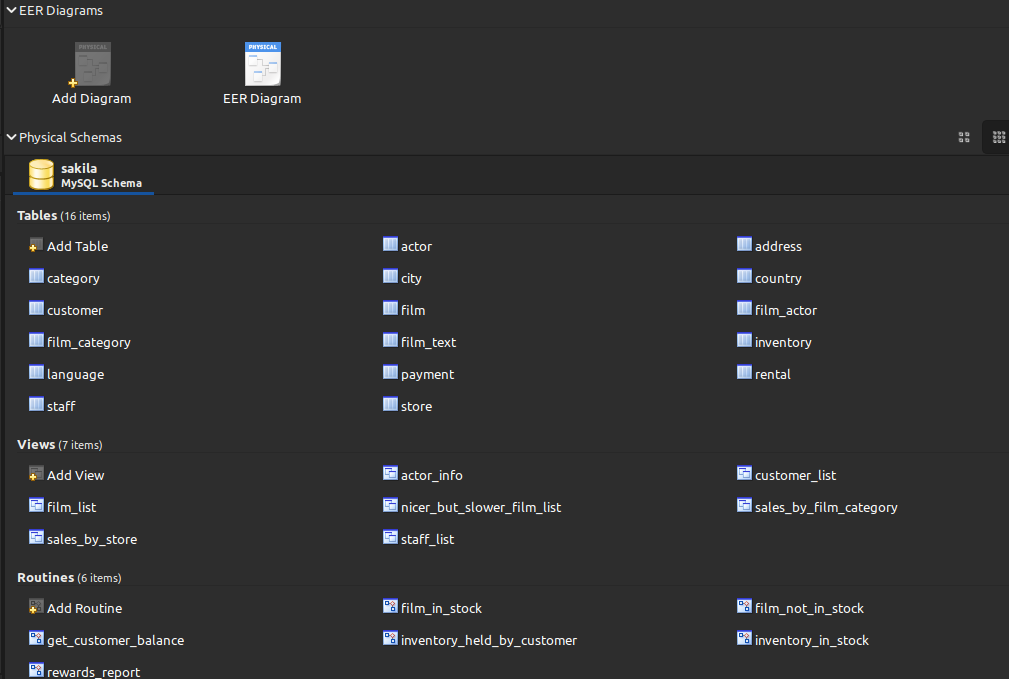 EER Diagrams
PHYSICAL PHYSICAL
Add Diagram EER Diagram
Physical Schemas
sakila
MySQL Schema
Tables (16 items)
Add Table actor address
category city country
customer film film_actor
film_category film_text inventory
language payment rental
staff store
Views (7 items)
Add View actor_info customer_list
film_list nicer_but_slower_film_list sales_by_film_category
sales_by_store staff_list
Routines (6 items)
Add Routine film_in_stock film_not_in_stock
get_customer_balance inventory_held_by_customer inventory_in_stock
rewards_report